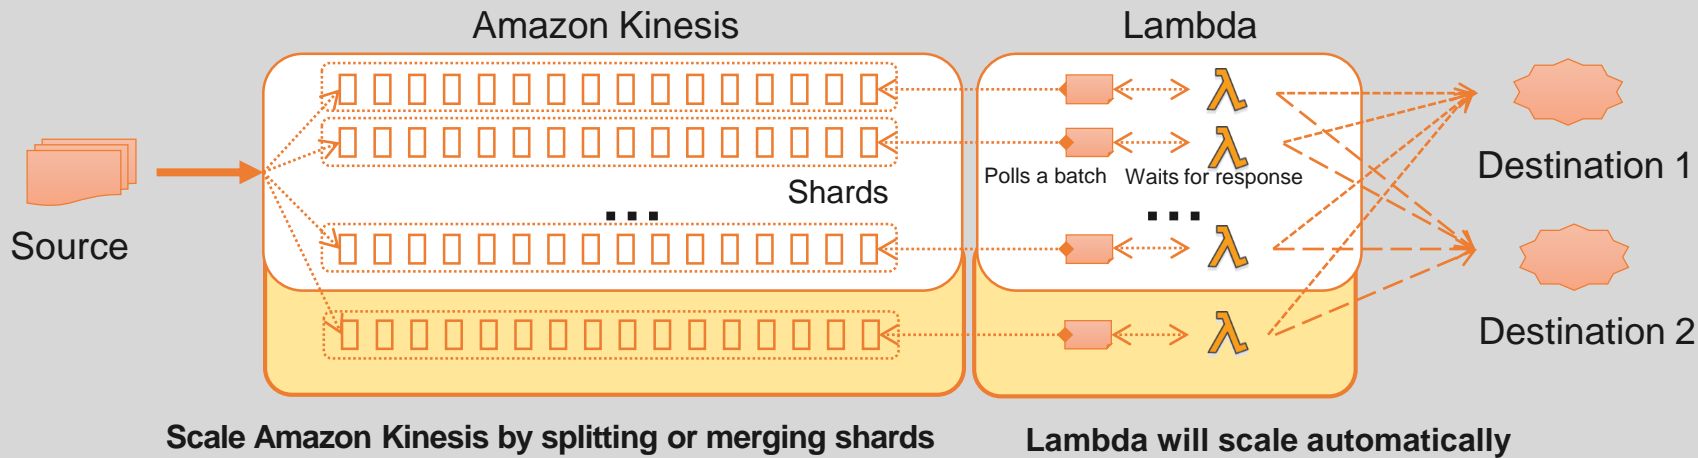 Amazon Kinesis
Lambda
Source
Shards
...
Polls a batch
Waits for response
...
Destination 1
Destination 2
Scale Amazon Kinesis by splitting or merging shards
Lambda will scale automatically